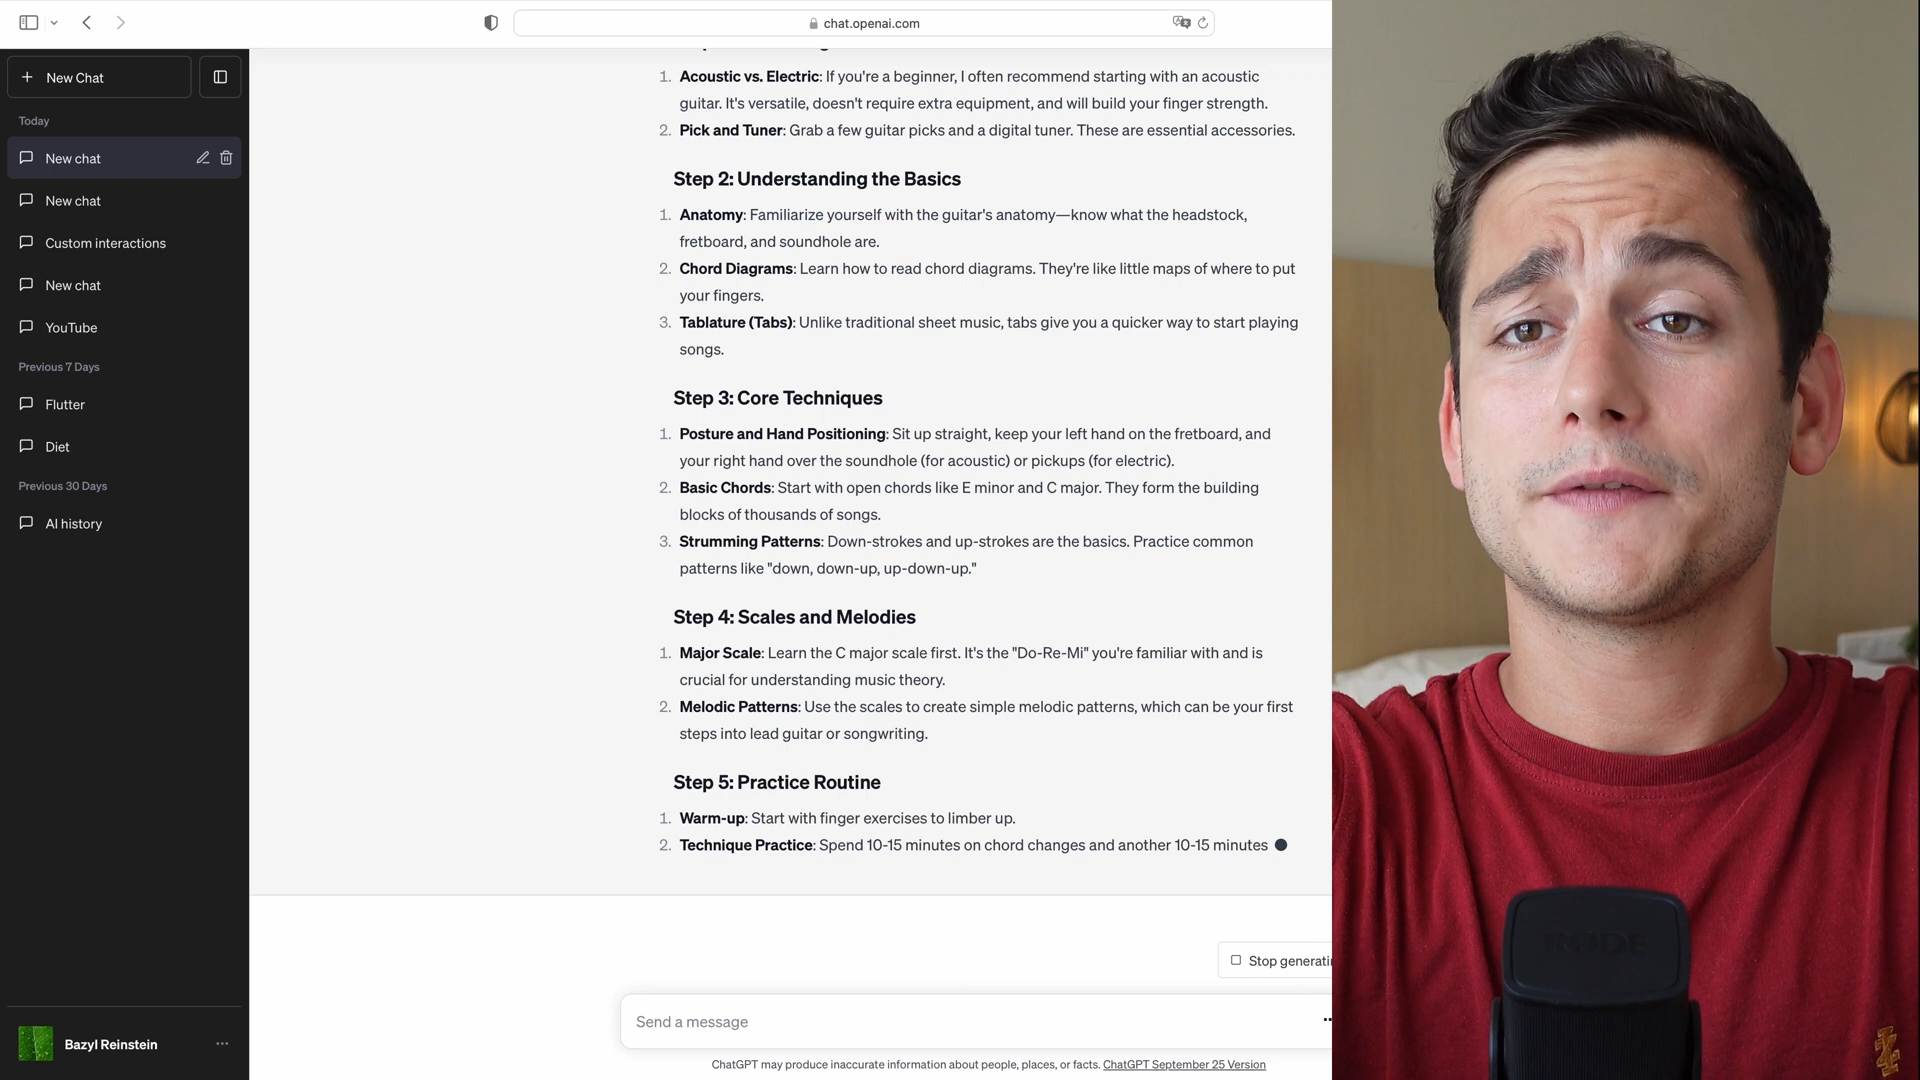 chat.openai.com
New Chat
Today
New chat
New chat
Custom interactions
New chat
YouTube
Previous 7 Days
Flutter
Diet
Previous 30 Days
AI history
Bazyl Reinstein
1. Acoustic vs. Electric: If you're a beginner, I often recommend starting with an acoustic
guitar. It's versatile, doesn't require extra equipment, and will build your finger strength.
2. Pick and Tuner: Grab a few guitar picks and a digital tuner. These are essential accessories.
Step 2: Understanding the Basics
1. Anatomy: Familiarize yourself with the guitar's anatomy—know what the headstock,
fretboard, and soundhole are.
2. Chord Diagrams: Learn how to read chord diagrams. They're like little maps of where to put
your fingers.
3. Tablature (Tabs): Unlike traditional sheet music, tabs give you a quicker way to start playing
songs.
Step 3: Core Techniques
1. Posture and Hand Positioning: Sit up straight, keep your left hand on the fretboard, and
your right hand over the soundhole (for acoustic) or pickups (for electric).
2. Basic Chords: Start with open chords like E minor and C major. They form the building
blocks of thousands of songs.
3. Strumming Patterns: Down-strokes and up-strokes are the basics. Practice common
patterns like "down, down-up, up-down-up."
Step 4: Scales and Melodies
1. Major Scale: Learn the C major scale first. It's the "Do-Re-Mi" you're familiar with and is
crucial for understanding music theory.
2. Melodic Patterns: Use the scales to create simple melodic patterns, which can be your first
steps into lead guitar or songwriting.
Step 5: Practice Routine
1. Warm-up: Start with finger exercises to limber up.
2. Technique Practice: Spend 10-15 minutes on chord changes and another 10-15 minutes
Stop generati
Send a message
ChatGPT may produce inaccurate information about people, places, or facts. ChatGPT September 25 Version
RODE